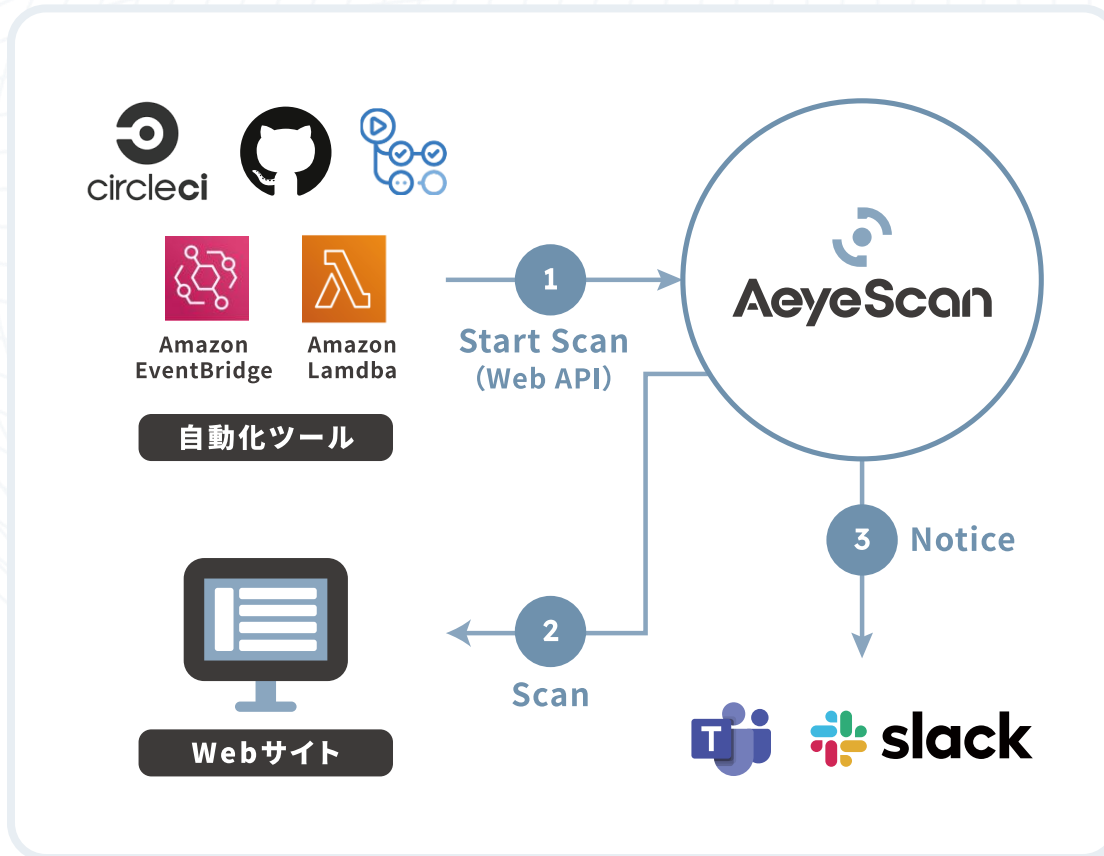 circleci
Amazon
EventBridge
Amazon
Lamdba
自動化ツール
1
Start Scan
(Web API)
AeyeScan
3
Notice
2
Scan
Webサイト
T
slack